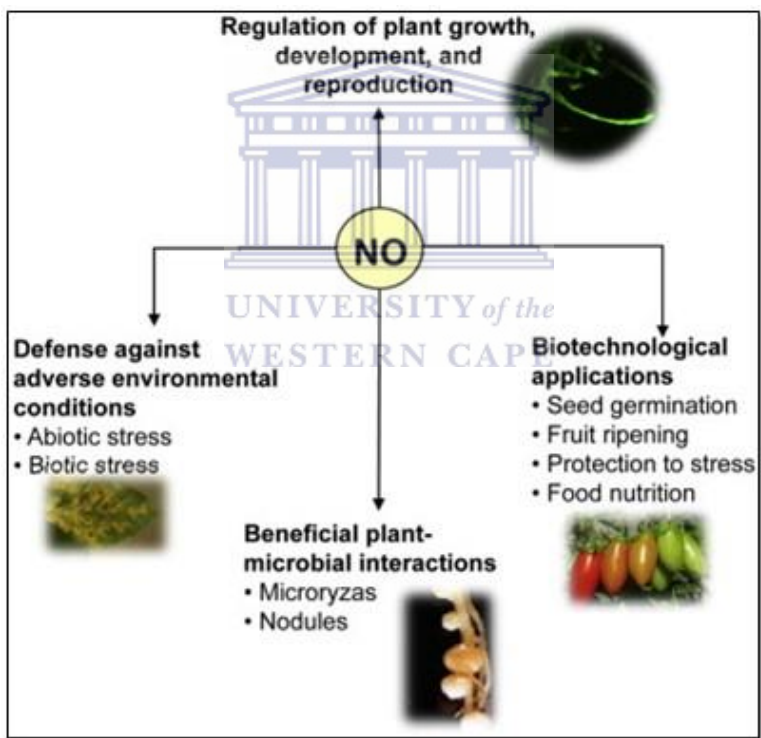 Regulation of plant growth,
development, and
reproduction
NO
UNIVERSITY of the
WESTERN CAPE
Defense against
adverse environmental
conditions
• Abiotic stress
• Biotic stress
Biotechnological
applications
• Seed germination
• Fruit ripening
• Protection to stress
• Food nutrition
Beneficial plant-
microbial interactions
• Microryzas
• Nodules